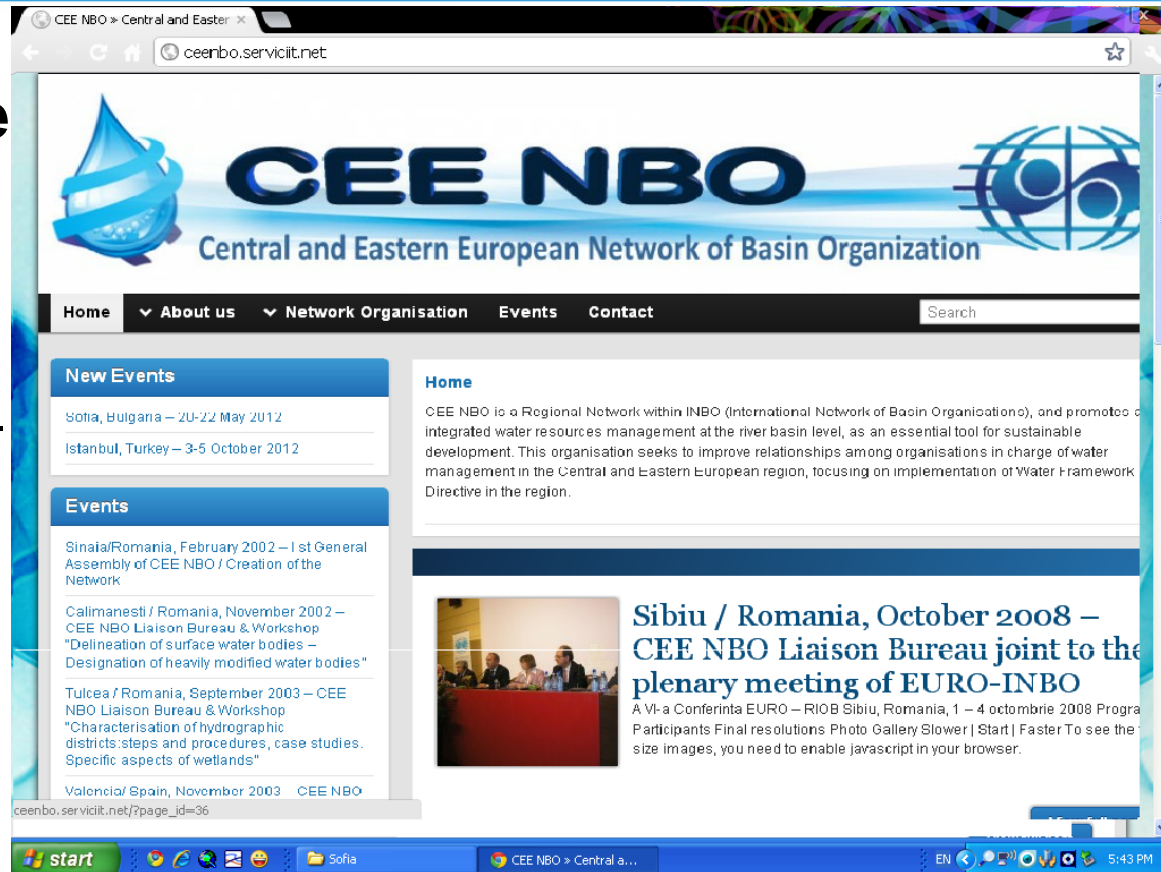 CEE NBO » Central and Easter
ceenbo.serviciit.net
e
CEE NBO
Central and Eastern European Network of Basin Organization
Home About us Network Organisation Events Contact Search
New Events
Sofia, Bulgaria – 20-22 May 2012
Istanbul, Turkey – 3-5 October 2012
Events
Sinaia/Romania, February 2002 – I st General
Assembly of CEE NBO / Creation of the
Network
Calimanesti / Romania, November 2002 –
CEE NBO Liaison Bureau & Workshop
"Delineation of surface water bodies –
Designation of heavily modified water bodies"
Tulcea / Romania, September 2003 – CEE
NBO Liaison Bureau & Workshop
"Characterisation of hydrographic
districts:steps and procedures, case studies.
Specific aspects of wetlands"
Valencia/ Spain, November 2003 CEE NBO
Home
CEE NBO is a Regional Network within INBO (International Network of Basin Organisations), and promotes
integrated water resources management at the river basin level, as an essential tool for sustainable
development. This organisation seeks to improve relationships among organisations in charge of water
management in the Central and Eastern European region, focusing on implementation of Water Framework
Directive in the region.
Sibiu / Romania, October 2008 –
CEE NBO Liaison Bureau joint to the
plenary meeting of EURO-INBO
A VI-a Conferinta EURO – RIOB Sibiu, Romania, 1 – 4 octombrie 2008 Progra
Participants Final resolutions Photo Gallery Slower | Start | Faster To see the
size images, you need to enable javascript in your browser.
ceenbo.serviciit.net/?page_id=36
start Sofia CEE NBO » Central a... EN 5:43 PM